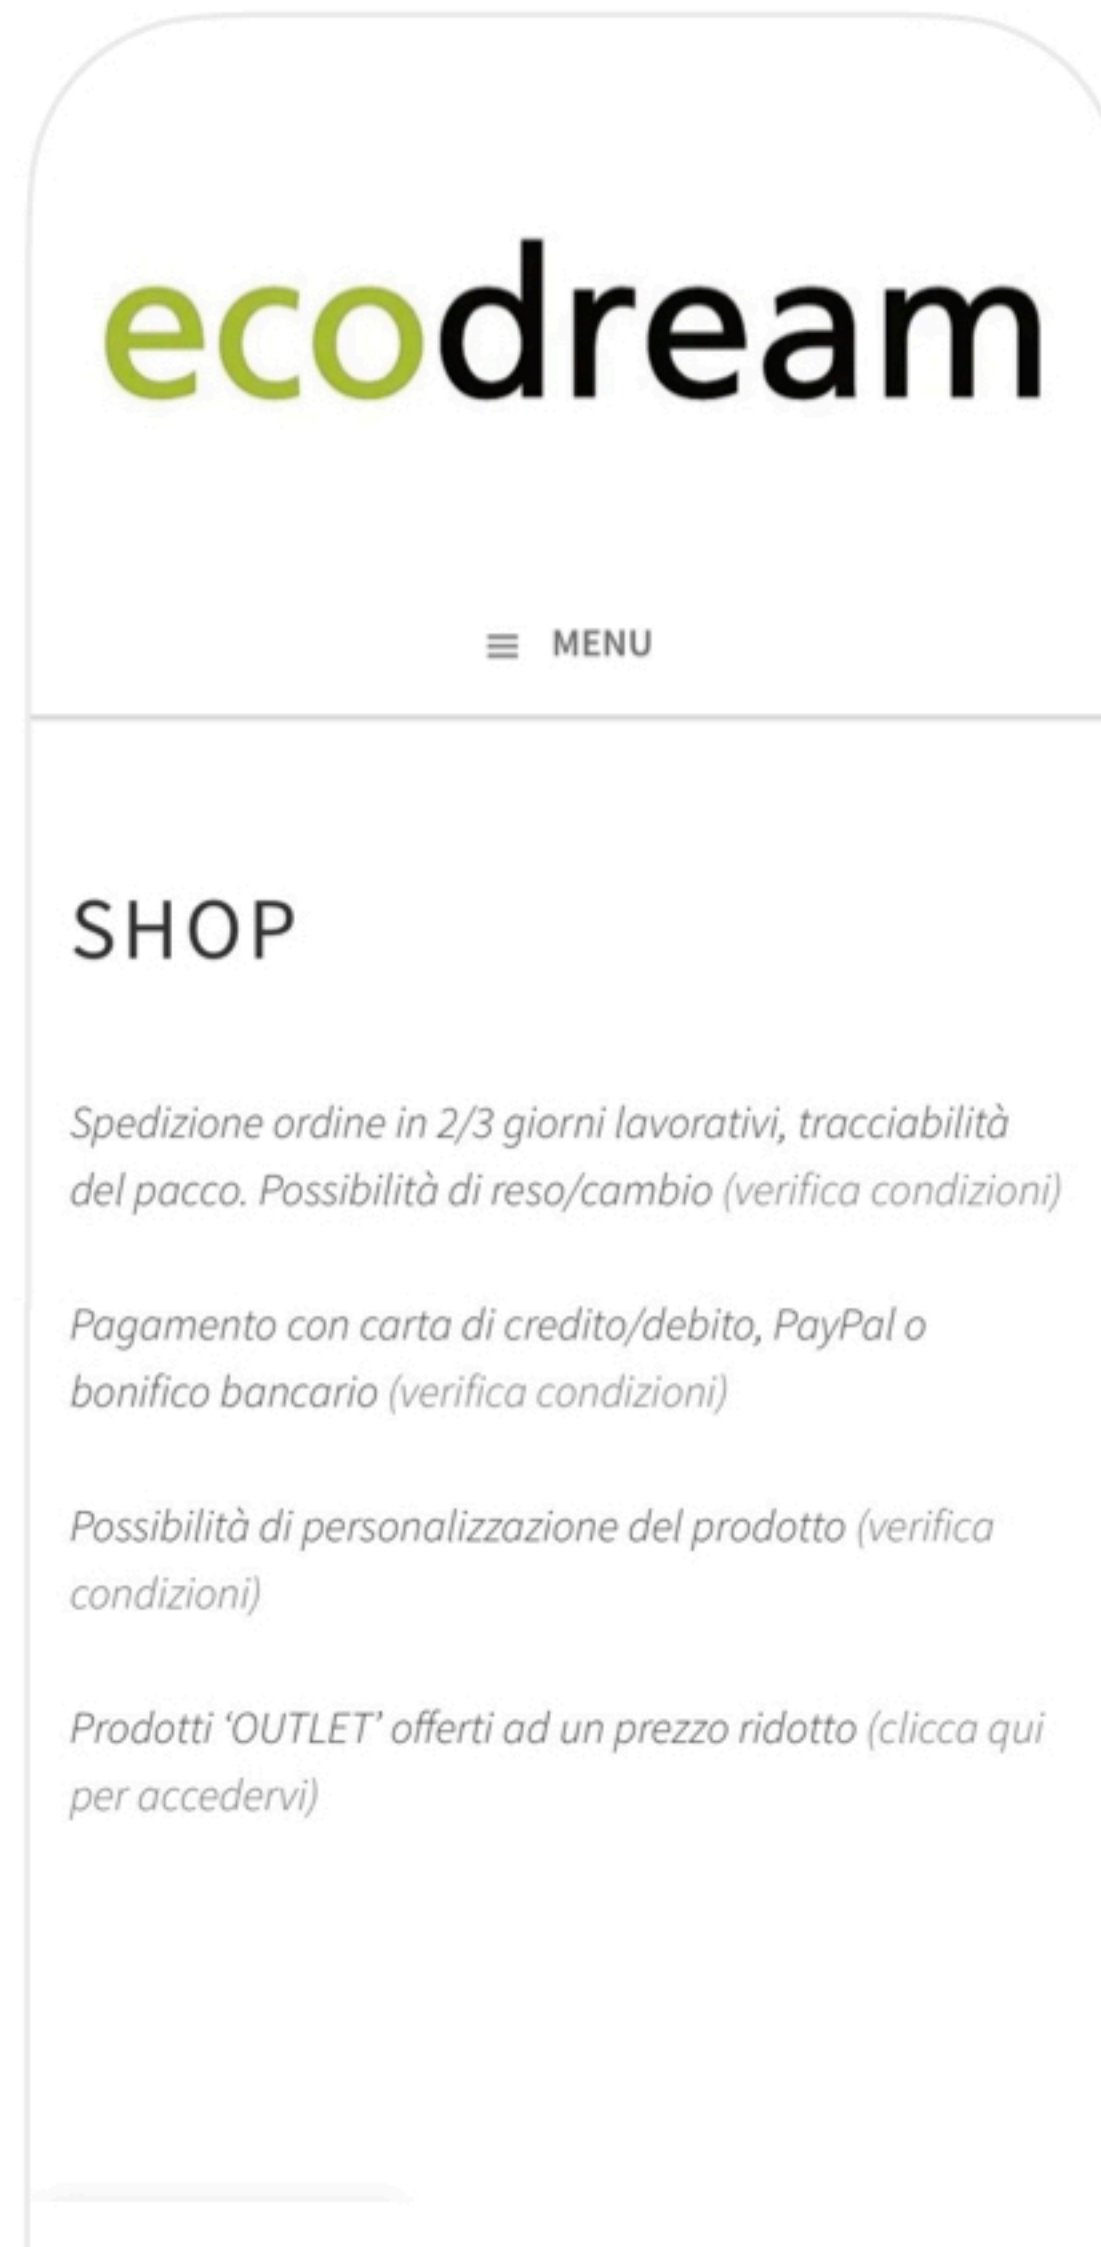 ecodream
MENU
SHOP
Spedizione ordine in 2/3 giorni lavorativi, tracciabilità
del pacco. Possibilità di reso/cambio (verifica condizioni)
Pagamento con carta di credito/debito, PayPal o
bonifico bancario (verifica condizioni)
Possibilità di personalizzazione del prodotto (verifica
condizioni)
Prodotti ‘OUTLET’ offerti ad un prezzo ridotto (clicca qui
per accedervi)